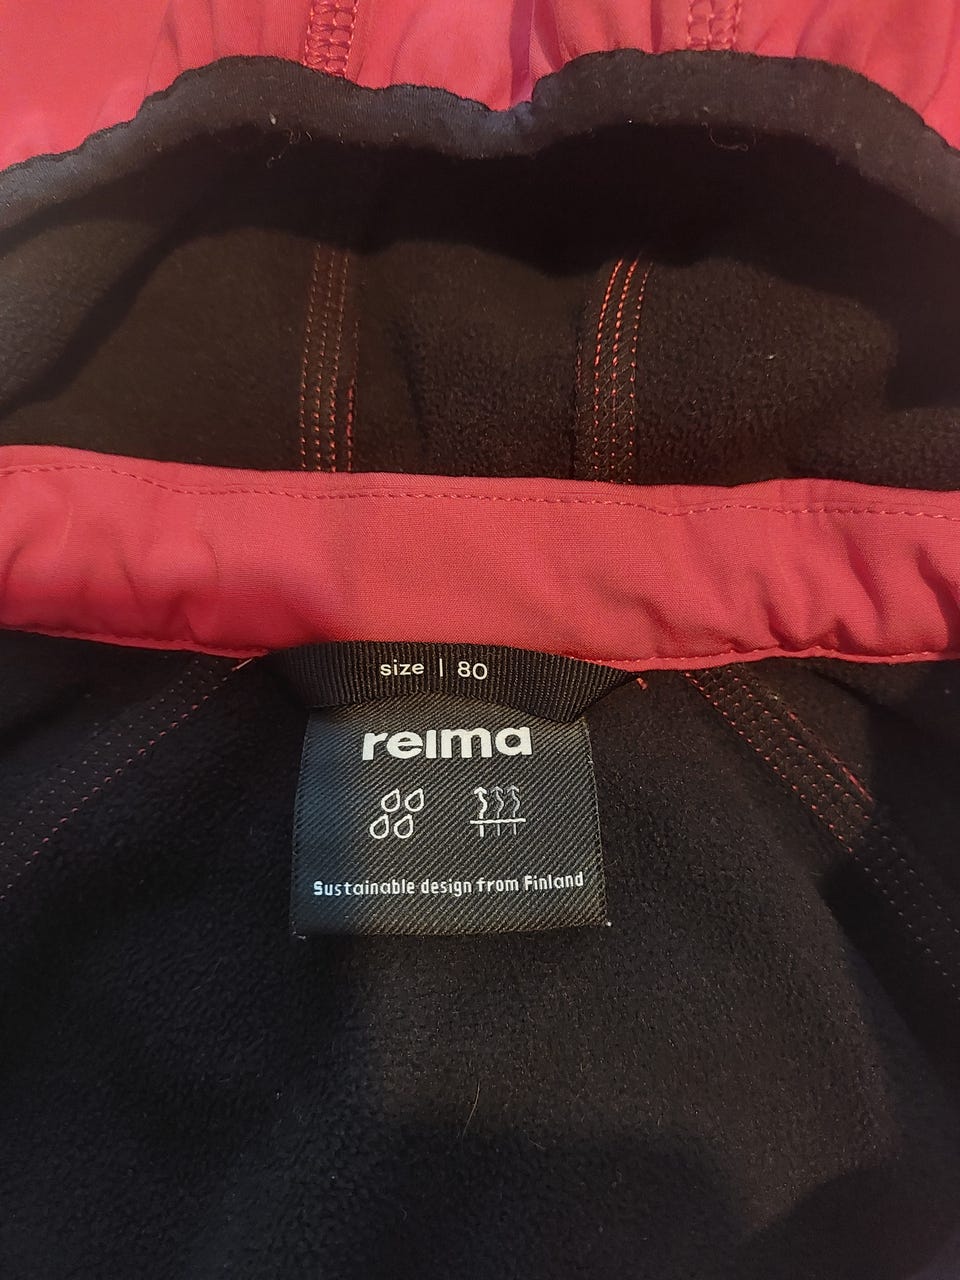 size | 80
reima
Sustainable design from Finland